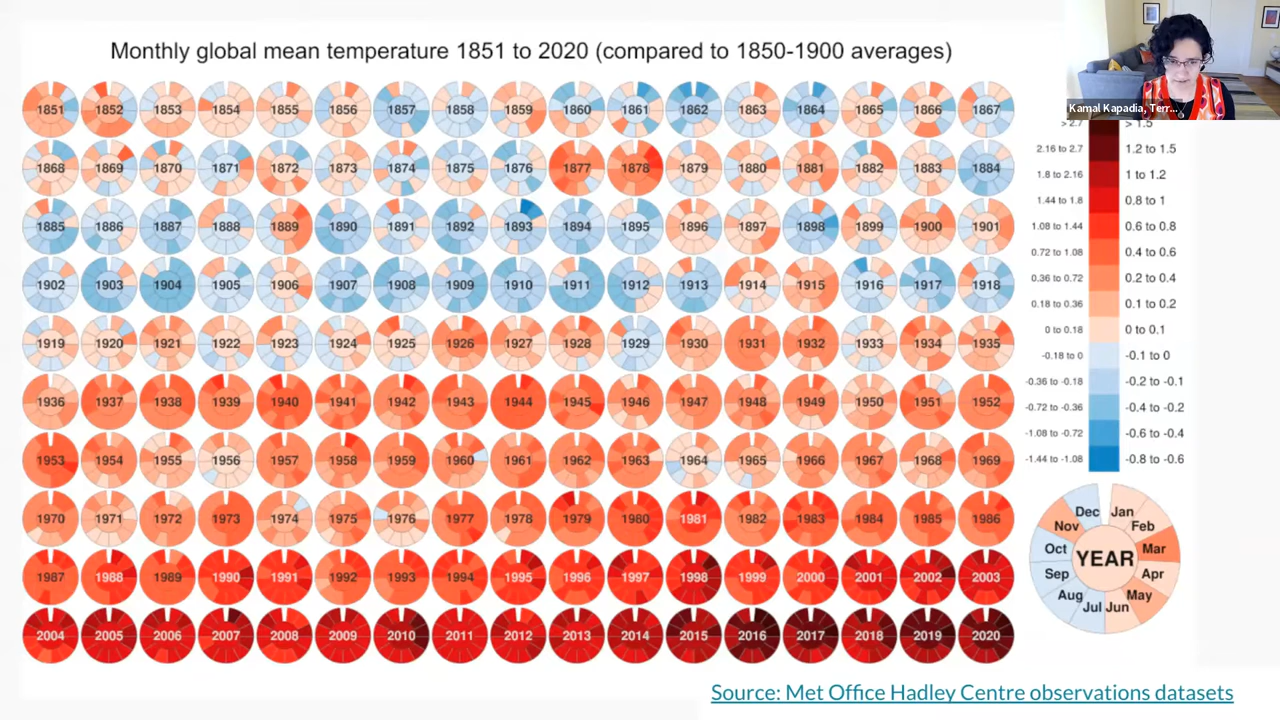 Monthly global mean temperature 1851 to 2020 (compared to 1850-1900 averages)
Kamal Kapadia, Terr...
1851 1852 1853 1854 1855 1856 1857 1858 1859 1860 1861 1862 1863 1864 1865 1866 1867
1868 1869 1870 1871 1872 1873 1874 1875 1876 1877 1878 1879 1880 1881 1882 1883 1884
1885 1886 1887 1888 1889 1890 1891 1892 1893 1894 1895 1896 1897 1898 1899 1900 1901
1902 1903 1904 1905 1906 1907 1908 1909 1910 1911 1912 1913 1914 1915 1916 1917 1918
1919 1920 1921 1922 1923 1924 1925 1926 1927 1928 1929 1930 1931 1932 1933 1934 1935
1936 1937 1938 1939 1940 1941 1942 1943 1944 1945 1946 1947 1948 1949 1950 1951 1952
1953 1954 1955 1956 1957 1958 1959 1960 1961 1962 1963 1964 1965 1966 1967 1968 1969
1970 1971 1972 1973 1974 1975 1976 1977 1978 1979 1980 1981 1982 1983 1984 1985 1986
1987 1988 1989 1990 1991 1992 1993 1994 1995 1996 1997 1998 1999 2000 2001 2002 2003
2004 2005 2006 2007 2008 2009 2010 2011 2012 2013 2014 2015 2016 2017 2018 2019 2020
> 2.7 > 1.5
2.16 to 2.7 1.2 to 1.5
1.8 to 2.16 1 to 1.2
1.44 to 1.8 0.8 to 1
1.08 to 1.44 0.6 to 0.8
0.72 to 1.08 0.4 to 0.6
0.36 to 0.72 0.2 to 0.4
0.18 to 0.36 0.1 to 0.2
0 to 0.18 0 to 0.1
-0.18 to 0 -0.1 to 0
-0.36 to -0.18 -0.2 to -0.1
-0.72 to -0.36 -0.4 to -0.2
-1.08 to -0.72 -0.6 to -0.4
-1.44 to -1.08 -0.8 to -0.6
Dec Jan
Nov Feb
Oct Mar
YEAR
Sep Apr
Aug May
Jul Jun
Source: Met Office Hadley Centre observations datasets